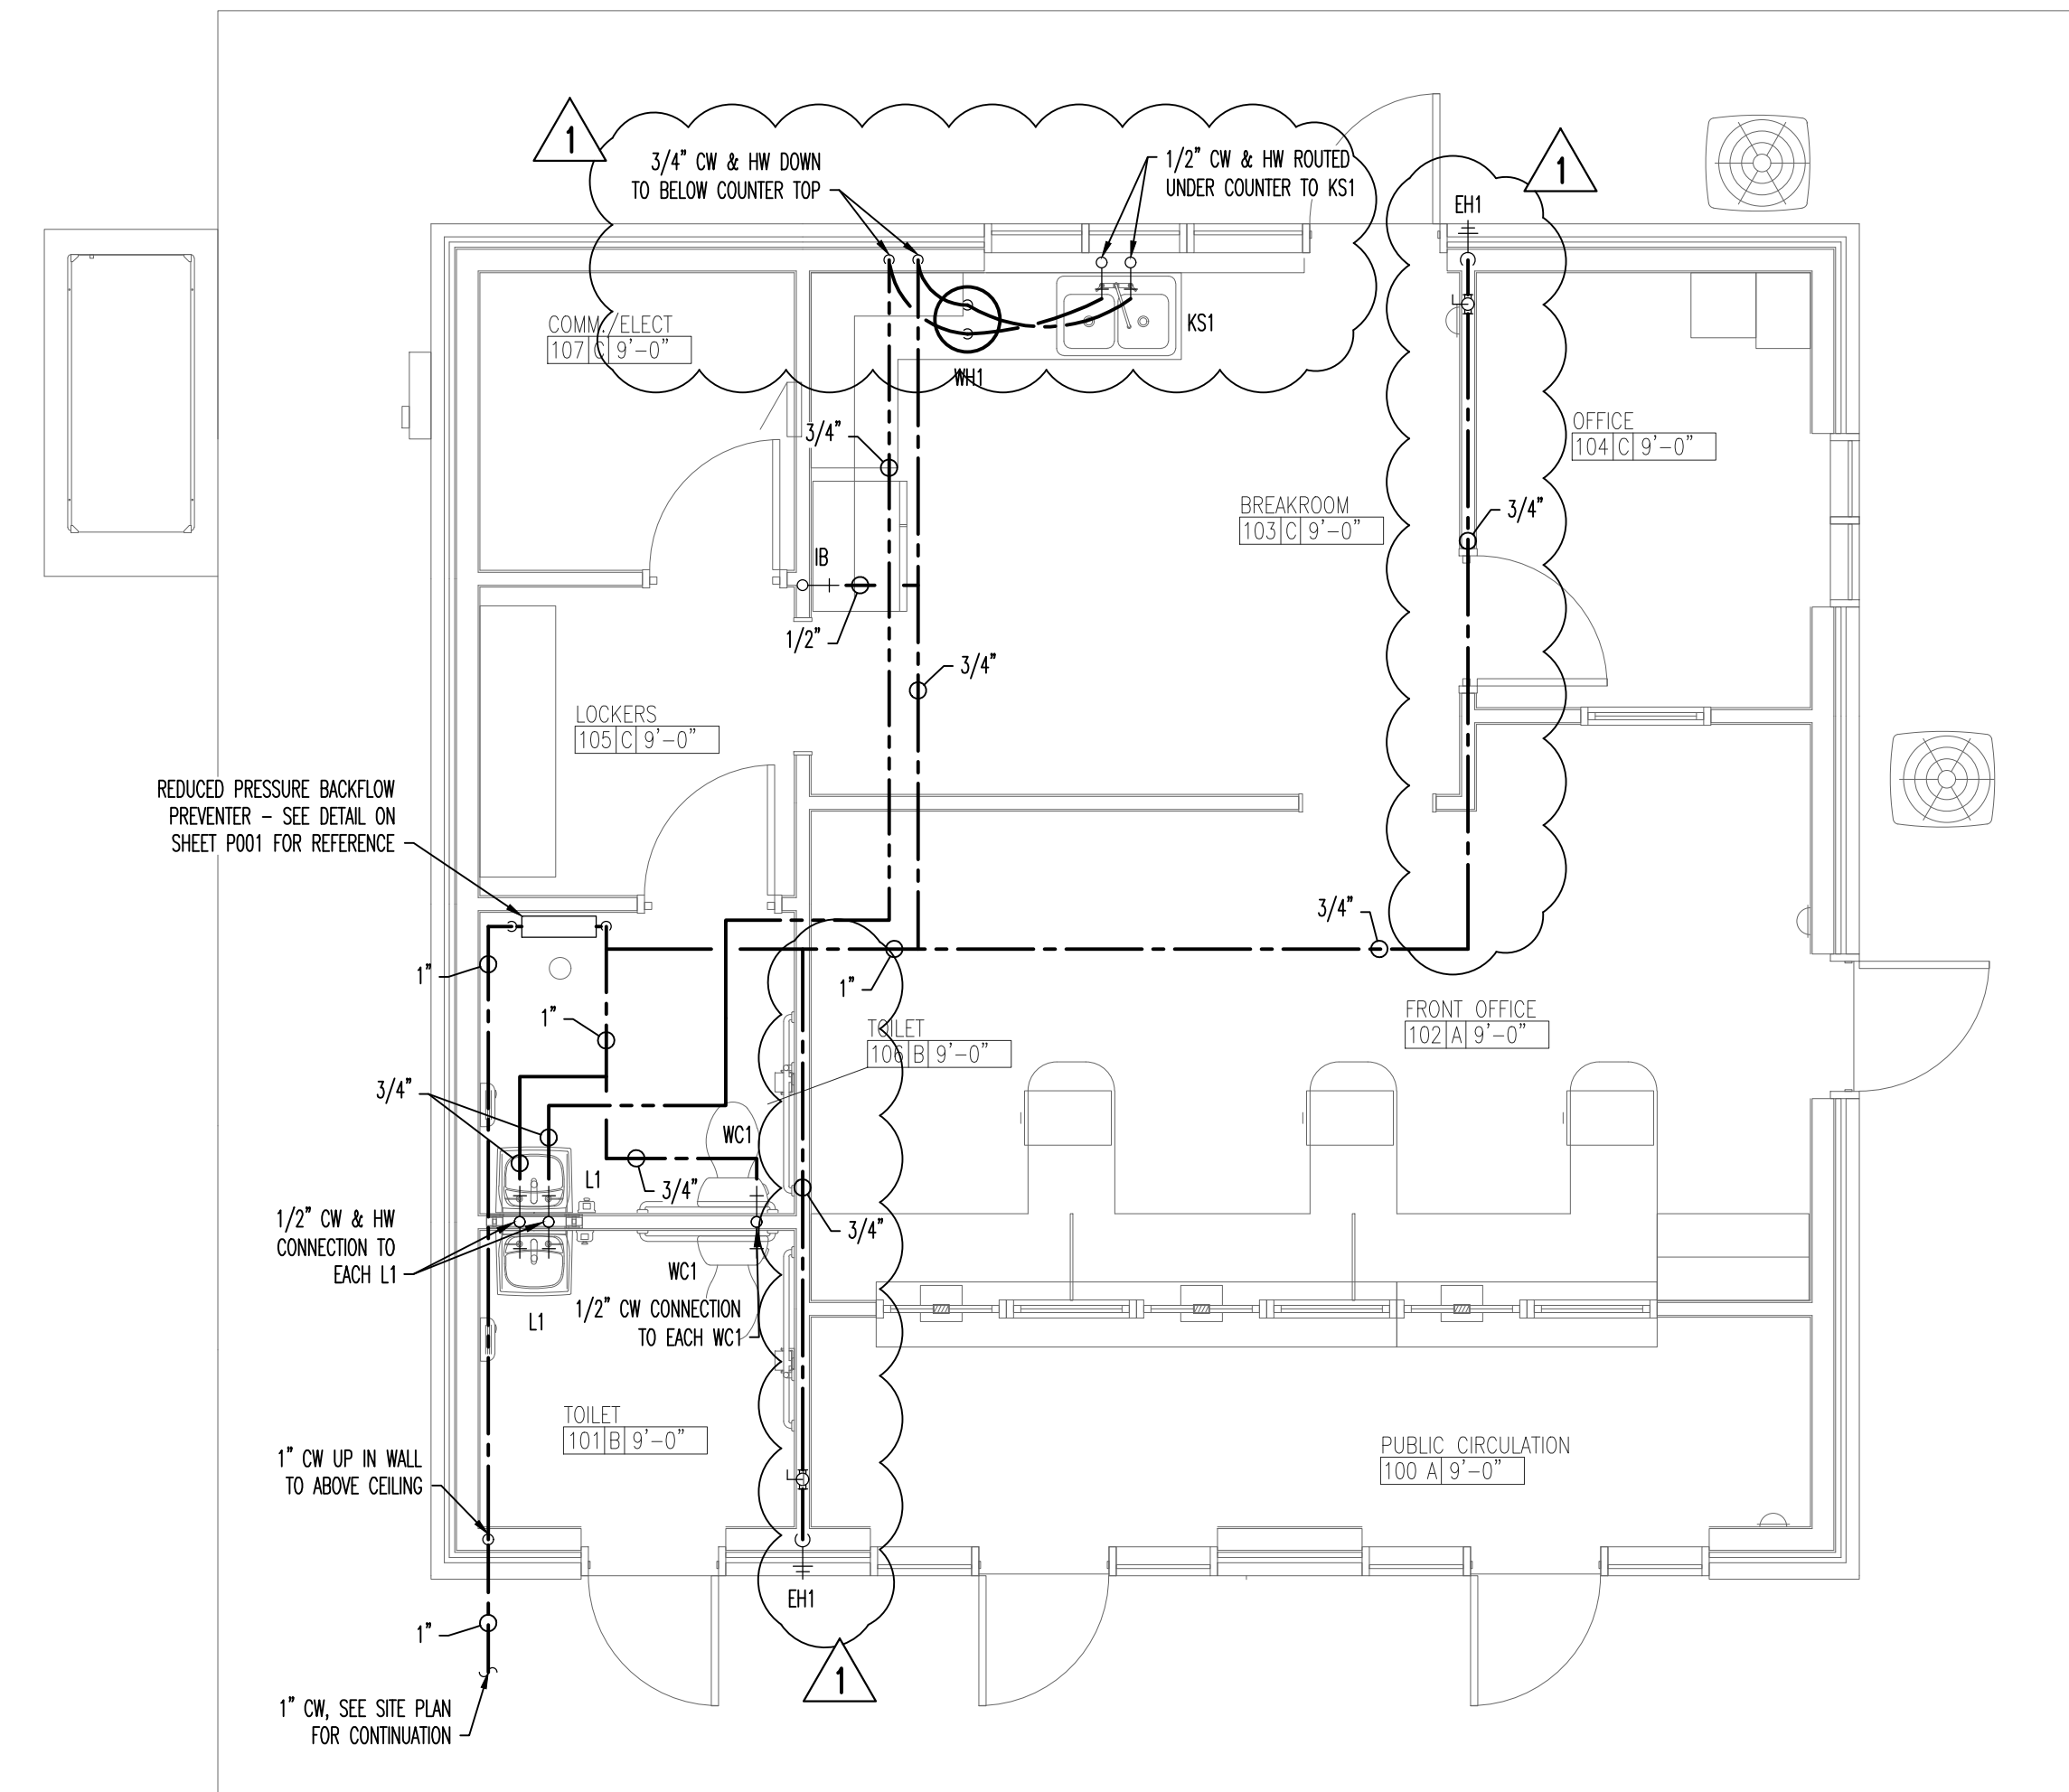 1
3/4" CW & HW DOWN
TO BELOW COUNTER TOP
1/2" CW & HW ROUTED
UNDER COUNTER TO KS1
1
EH1
COMM./ELECT
107 C 9'-0"
KS1
WH1
3/4"
OFFICE
104 C 9'-0"
BREAKROOM
103 C 9'-0"
3/4"
IB
1/2"
3/4"
LOCKERS
105 C 9'-0"
REDUCED PRESSURE BACKFLOW
PREVENTER – SEE DETAIL ON
SHEET P001 FOR REFERENCE
3/4"
1"
1"
1"
TOILET
106 B 9'-0"
FRONT OFFICE
102 A 9'-0"
3/4"
WC1
L1
3/4"
3/4"
1/2" CW & HW
CONNECTION TO
EACH L1
WC1
L1
1/2" CW CONNECTION
TO EACH WC1
TOILET
101 B 9'-0"
PUBLIC CIRCULATION
100 A 9'-0"
1" CW UP IN WALL
TO ABOVE CEILING
EH1
1"
1
1" CW, SEE SITE PLAN
FOR CONTINUATION